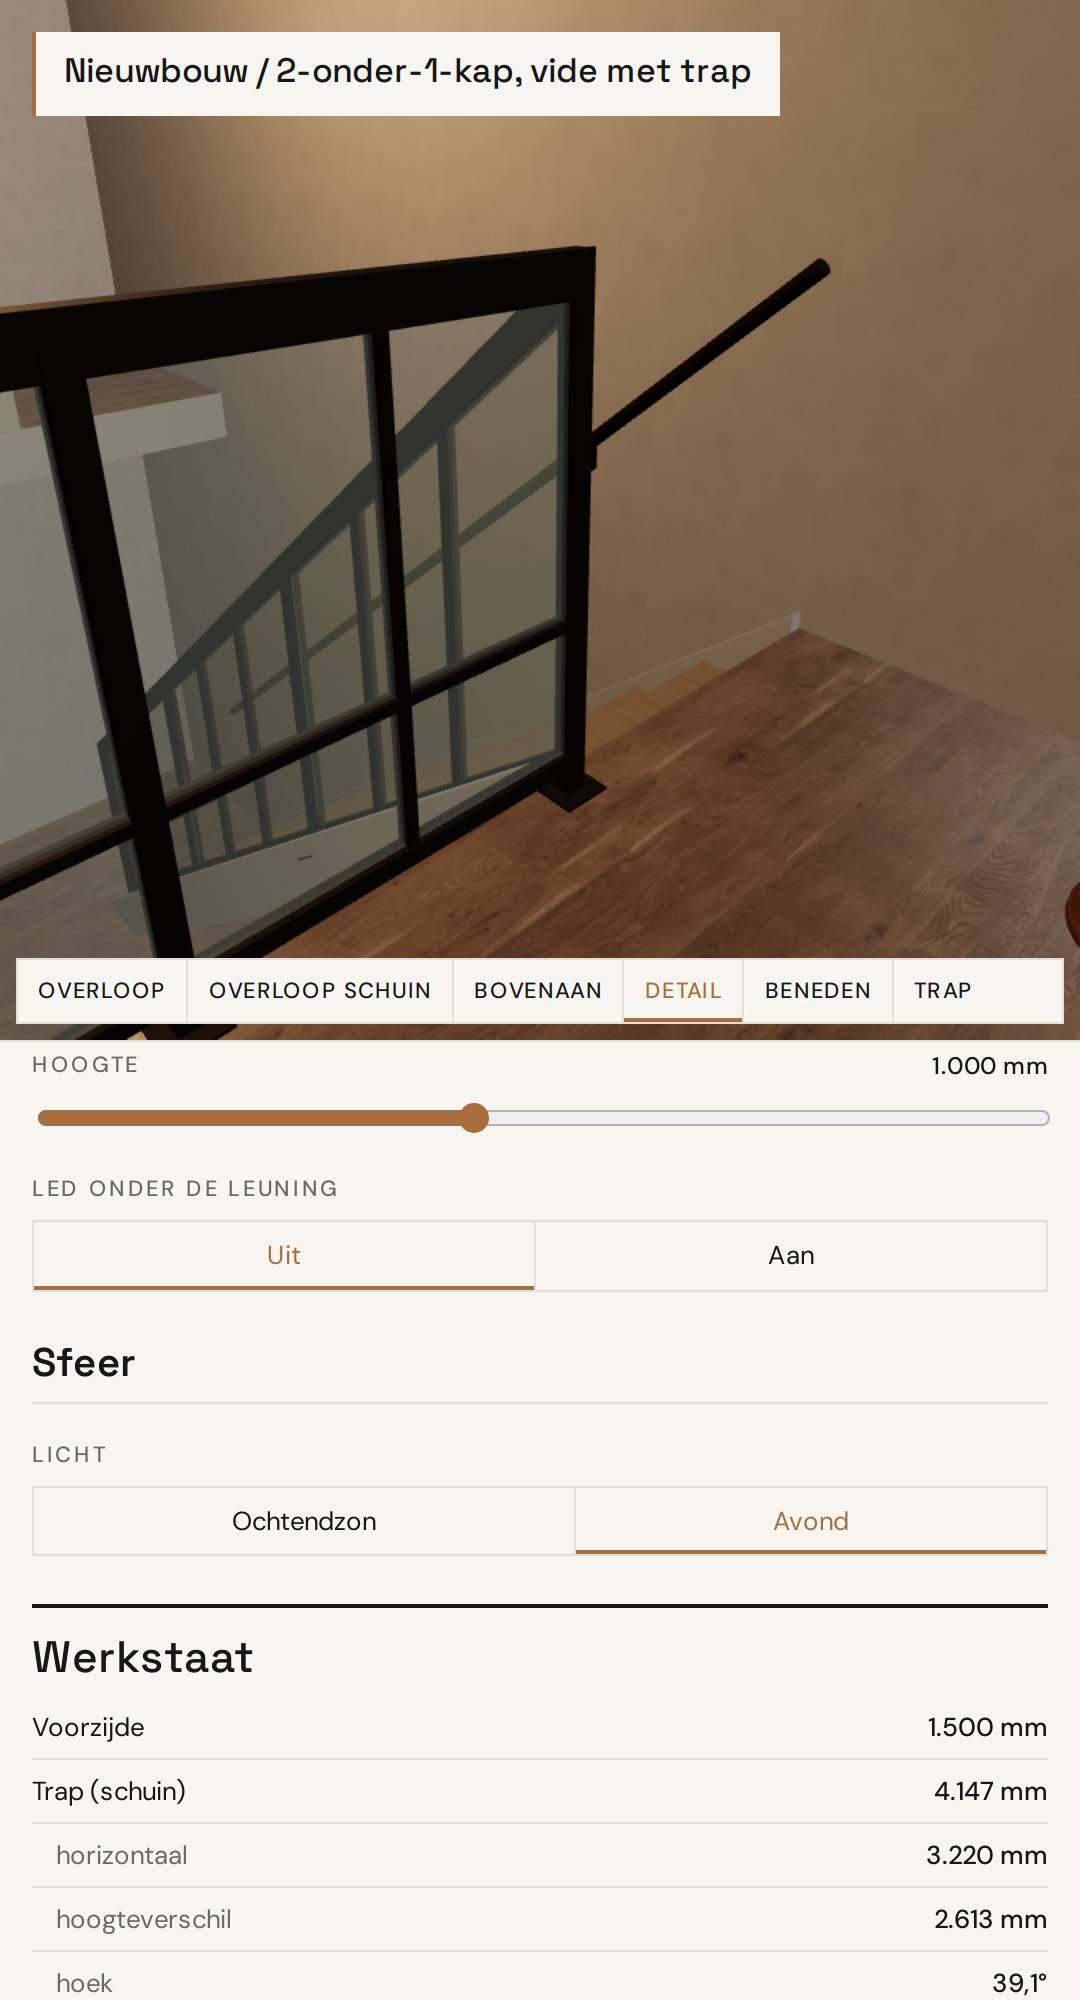 Nieuwbouw / 2-onder-1-kap, vide met trap
OVERLOOP
OVERLOOP SCHUIN
BOVENAAN
DETAIL
BENEDEN
TRAP
HOOGTE
1.000 mm
LED ONDER DE LEUNING
Uit
Aan
Sfeer
LICHT
Ochtendzon
Avond
Werkstaat
Voorzijde
1.500 mm
Trap (schuin)
4.147 mm
horizontaal
3.220 mm
hoogteverschil
2.613 mm
hoek
39,1°